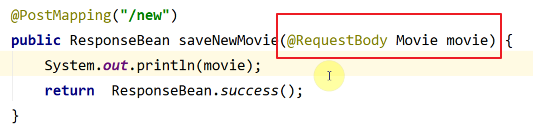 @PostMapping("/new")
public ResponseBean saveNewMovie(@RequestBody Movie movie) {
System.out.println(movie);
return ResponseBean.success();
}